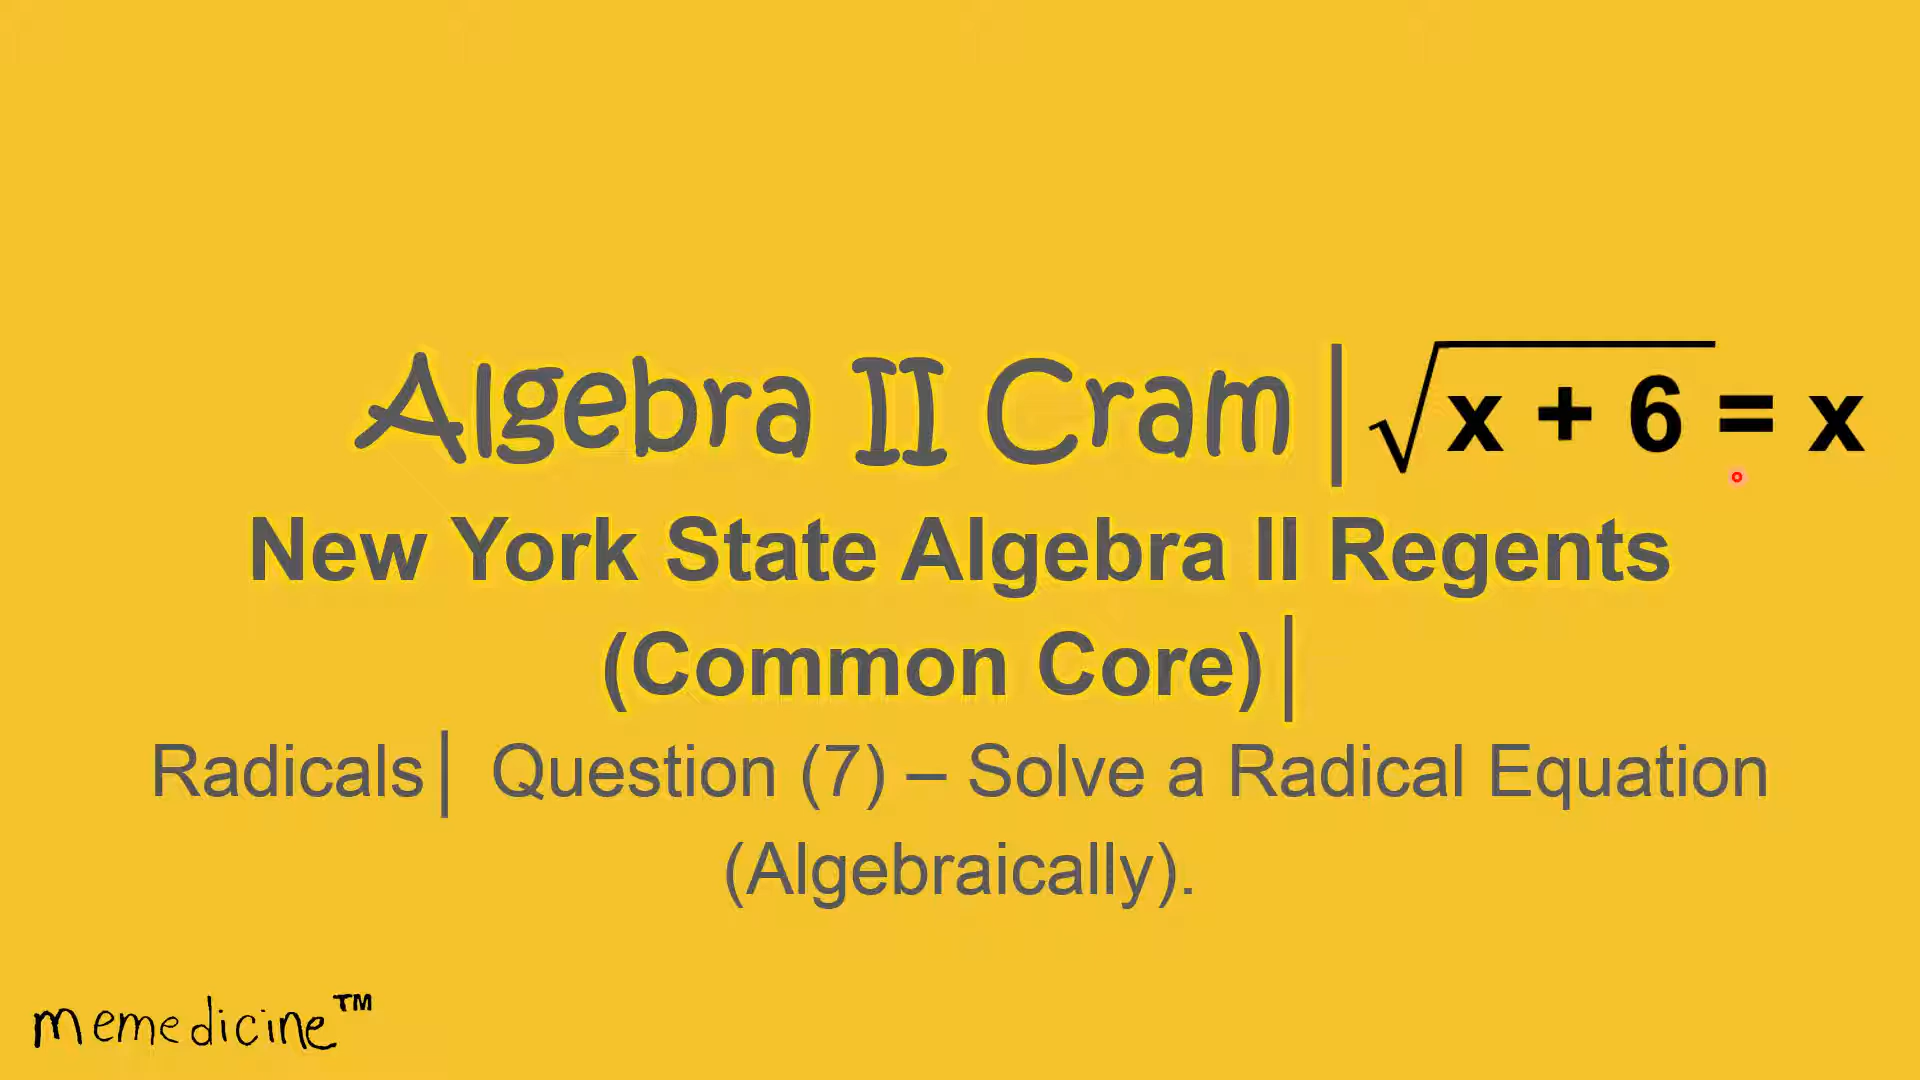 Algebra II Cram|√x + 6 = x
New York State Algebra II Regents
(Common Core)|
Radicals| Question (7) – Solve a Radical Equation
(Algebraically).
memedicine™